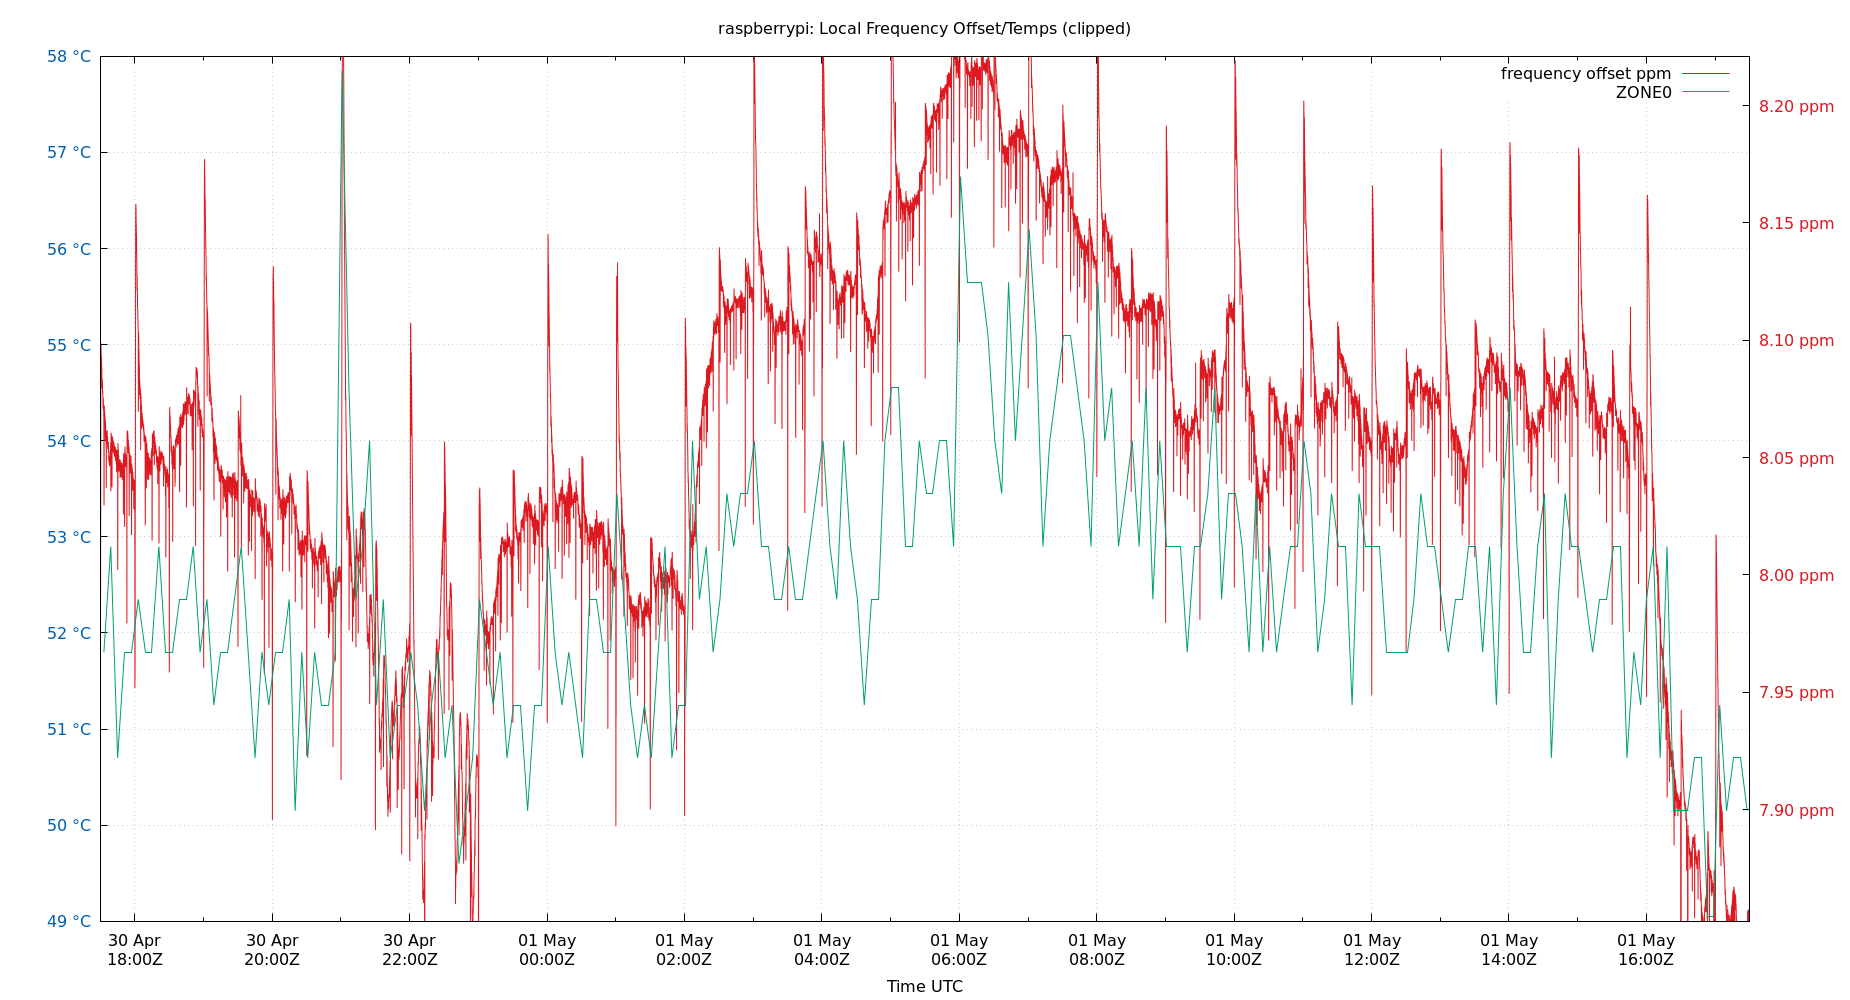 raspberrypi: Local Frequency Offset/Temps (clipped)
58 °C
57 °C
56 °C
55 °C
54 °C
53 °C
52 °C
51 °C
50 °C
49 °C
frequency offset ppm
ZONE0
8.20 ppm
8.15 ppm
8.10 ppm
8.05 ppm
8.00 ppm
7.95 ppm
7.90 ppm
30 Apr 30 Apr 30 Apr 01 May 01 May 01 May 01 May 01 May 01 May 01 May 01 May 01 May
18:00Z 20:00Z 22:00Z 00:00Z 02:00Z 04:00Z 06:00Z 08:00Z 10:00Z 12:00Z 14:00Z 16:00Z
Time UTC